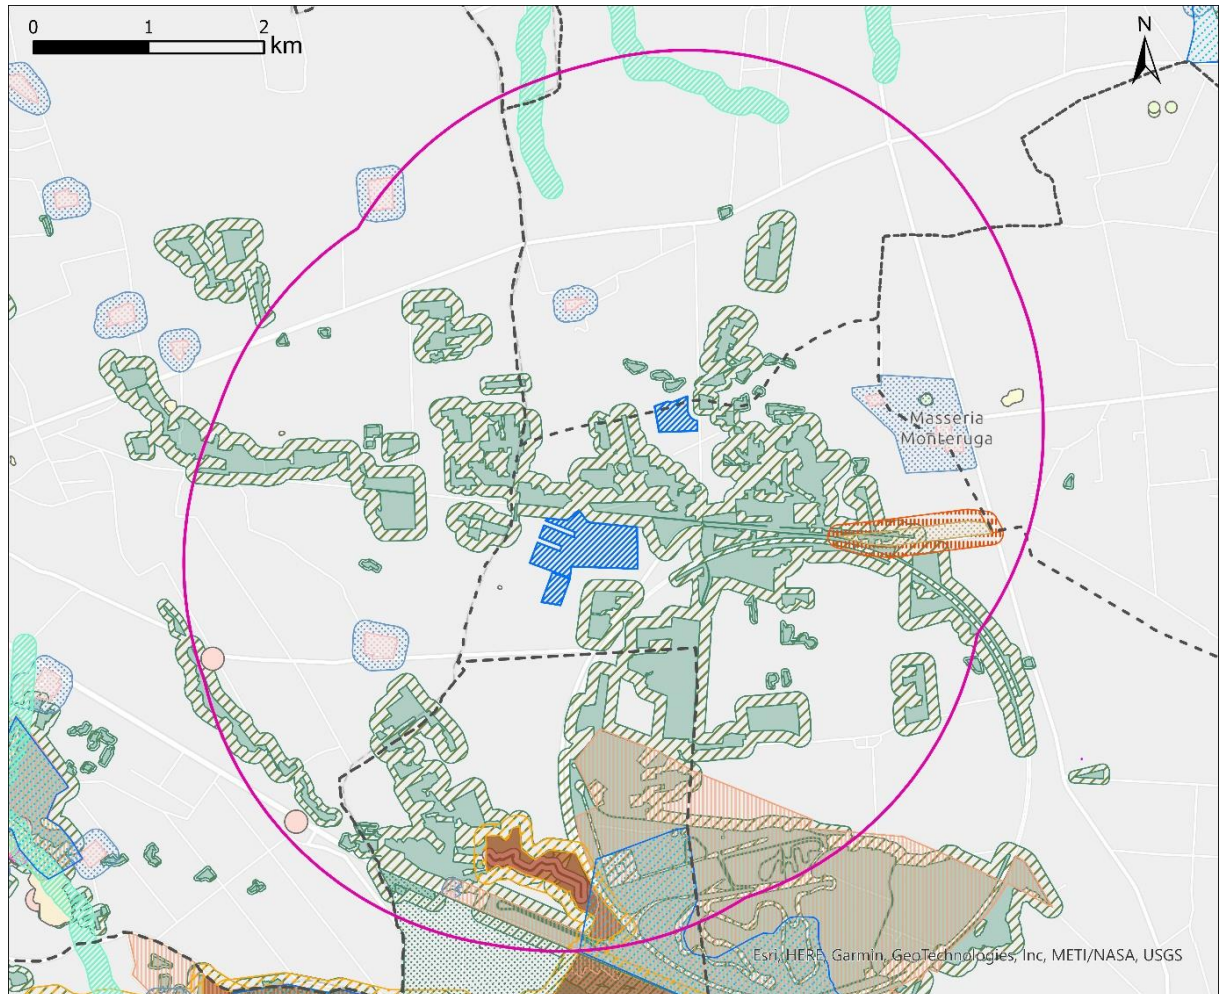 0 1 2
km
N
Masseria
Monteruga
Esri, HERE, Garmin, GeoTechnologies, Inc, METI/NASA, USGS